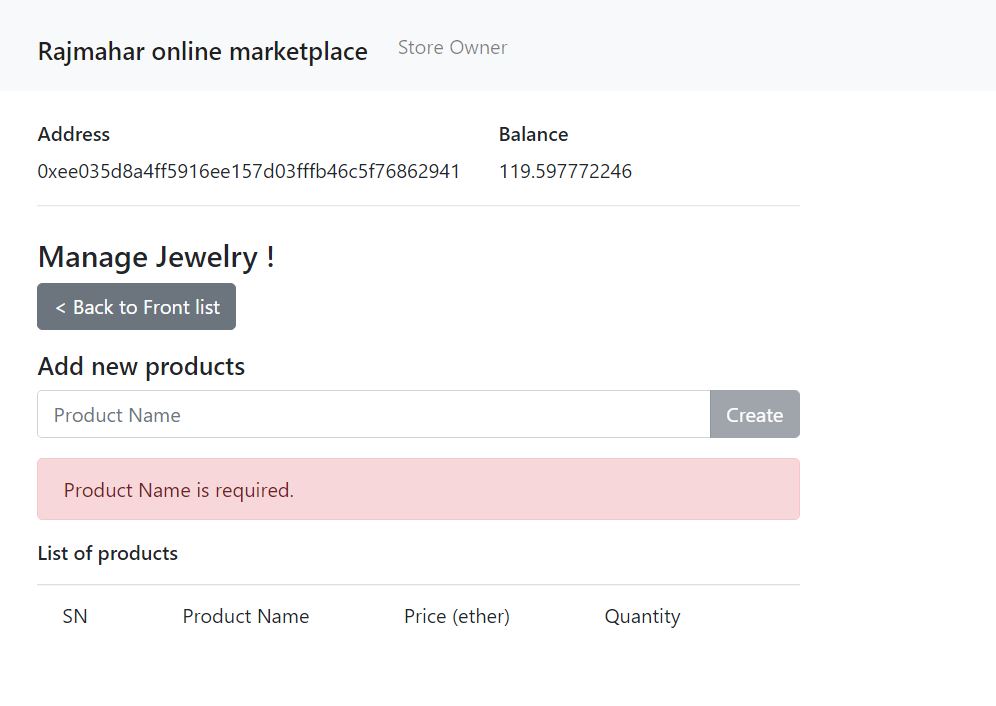 Rajmahar online marketplace Store Owner
Address Balance
0xee035d8a4ff5916ee157d03fffb46c5f76862941 119.597772246
Manage Jewelry !
< Back to Front list
Add new products
Product Name Create
Product Name is required.
List of products
SN Product Name Price (ether) Quantity